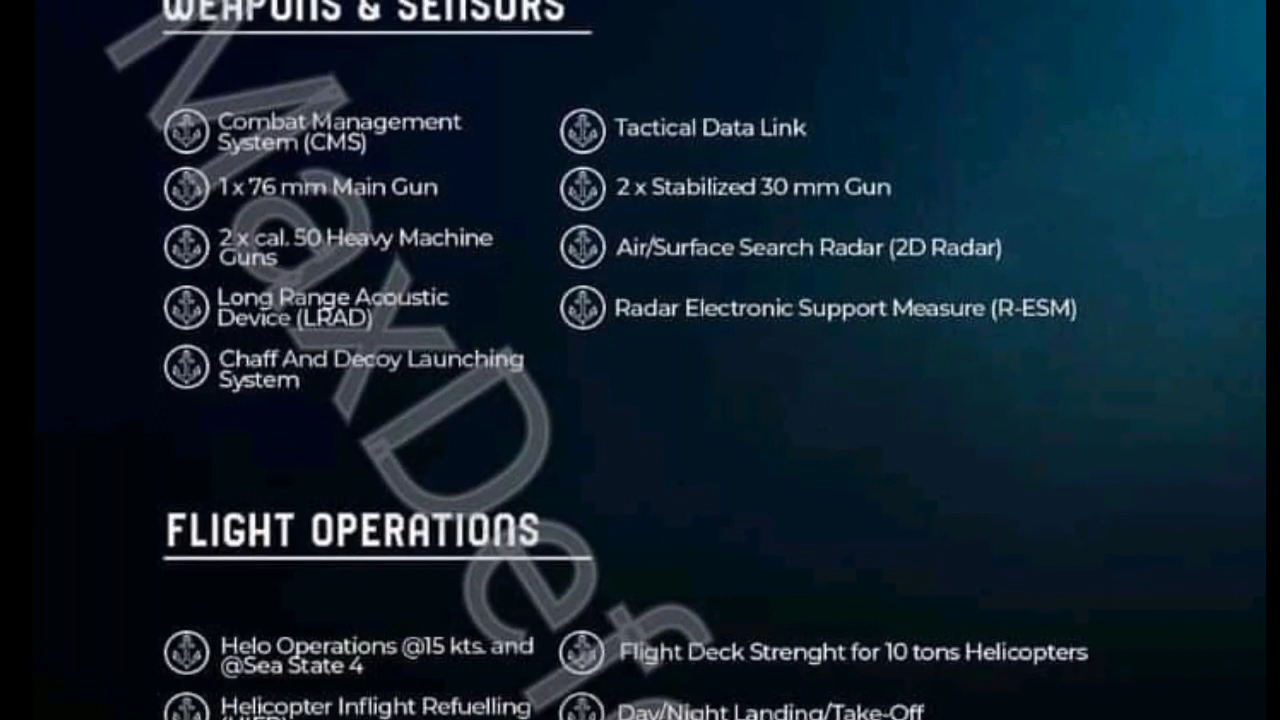 WEAPONS & SENSORS
Combat Management
System (CMS)
Tactical Data Link
1 x 76 mm Main Gun
2 x Stabilized 30 mm Gun
2 x cal. 50 Heavy Machine
Guns
Air/Surface Search Radar (2D Radar)
Long Range Acoustic
Device (LRAD)
Radar Electronic Support Measure (R-ESM)
Chaff And Decoy Launching
System
FLIGHT OPERATIONS
Helo Operations @15 kts. and
@Sea State 4
Flight Deck Strenght for 10 tons Helicopters
Helicopter Inflight Refuelling
Day/Night Landing/Take-Off
MaxDef